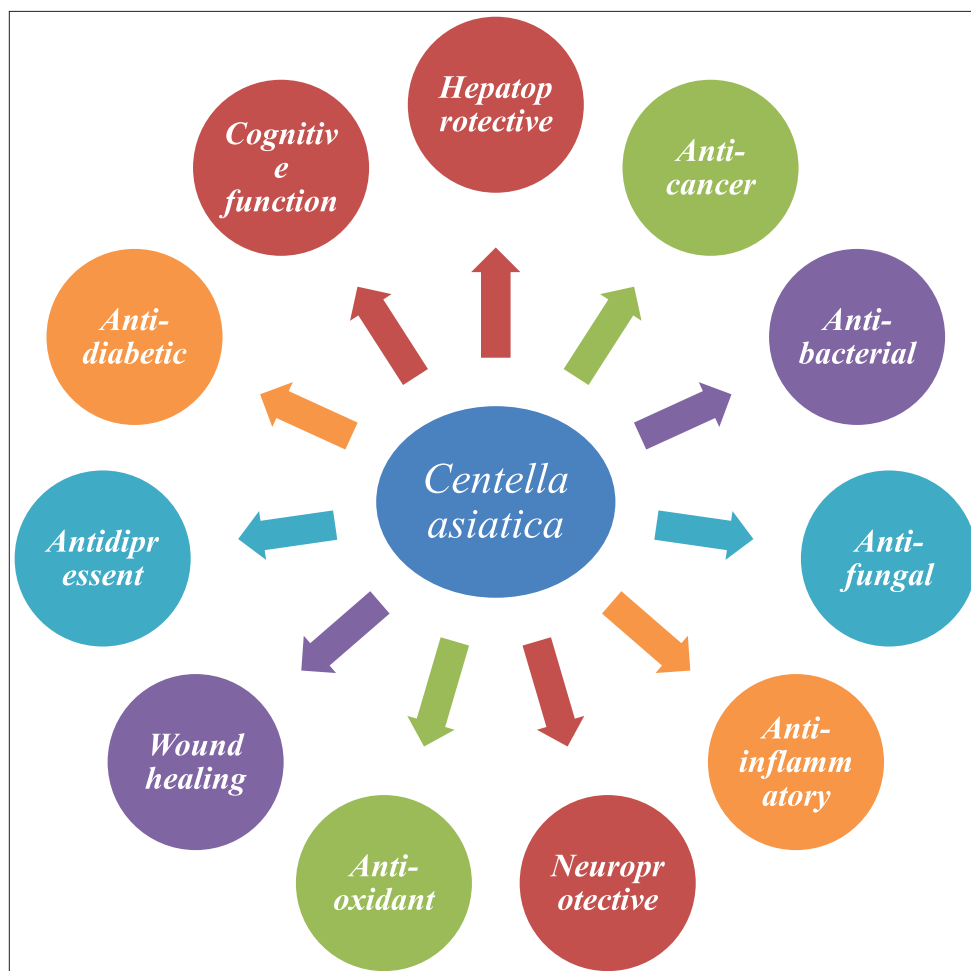 Hepatop
rotective
Anti-
cancer
Anti-
bacterial
Anti-
fungal
Anti-
inflamm
atory
Neuropr
otective
Anti-
oxidant
Wound
healing
Antidipr
essent
Anti-
diabetic
Cognitiv
e
function
Centella
asiatica